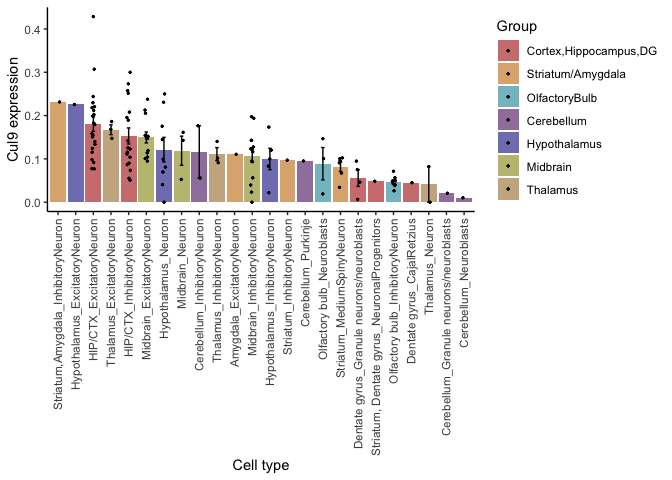 Cul9 expression
0.4
0.3
0.2
0.1
0.0
Striatum,Amygdala_InhibitoryNeuron
Hypothalamus_ExcitatoryNeuron
HIP/CTX_ExcitatoryNeuron
Thalamus_ExcitatoryNeuron
HIP/CTX_InhibitoryNeuron
Midbrain_ExcitatoryNeuron
Hypothalamus_Neuron
Midbrain_Neuron
Cerebellum_InhibitoryNeuron
Thalamus_InhibitoryNeuron
Amygdala_ExcitatoryNeuron
Midbrain_InhibitoryNeuron
Hypothalamus_InhibitoryNeuron
Striatum_InhibitoryNeuron
Cerebellum_Purkinje
Olfactory bulb_Neuroblasts
Striatum_MediumSpinyNeuron
Dentate gyrus_Granule neurons/neuroblasts
Striatum, Dentate gyrus_NeuronalProgenitors
Olfactory bulb_InhibitoryNeuron
Dentate gyrus_CajalRetzius
Thalamus_Neuron
Cerebellum_Granule neurons/neuroblasts
Cerebellum_Neuroblasts
Cell type
Group
Cortex,Hippocampus,DG
Striatum/Amygdala
OlfactoryBulb
Cerebellum
Hypothalamus
Midbrain
Thalamus